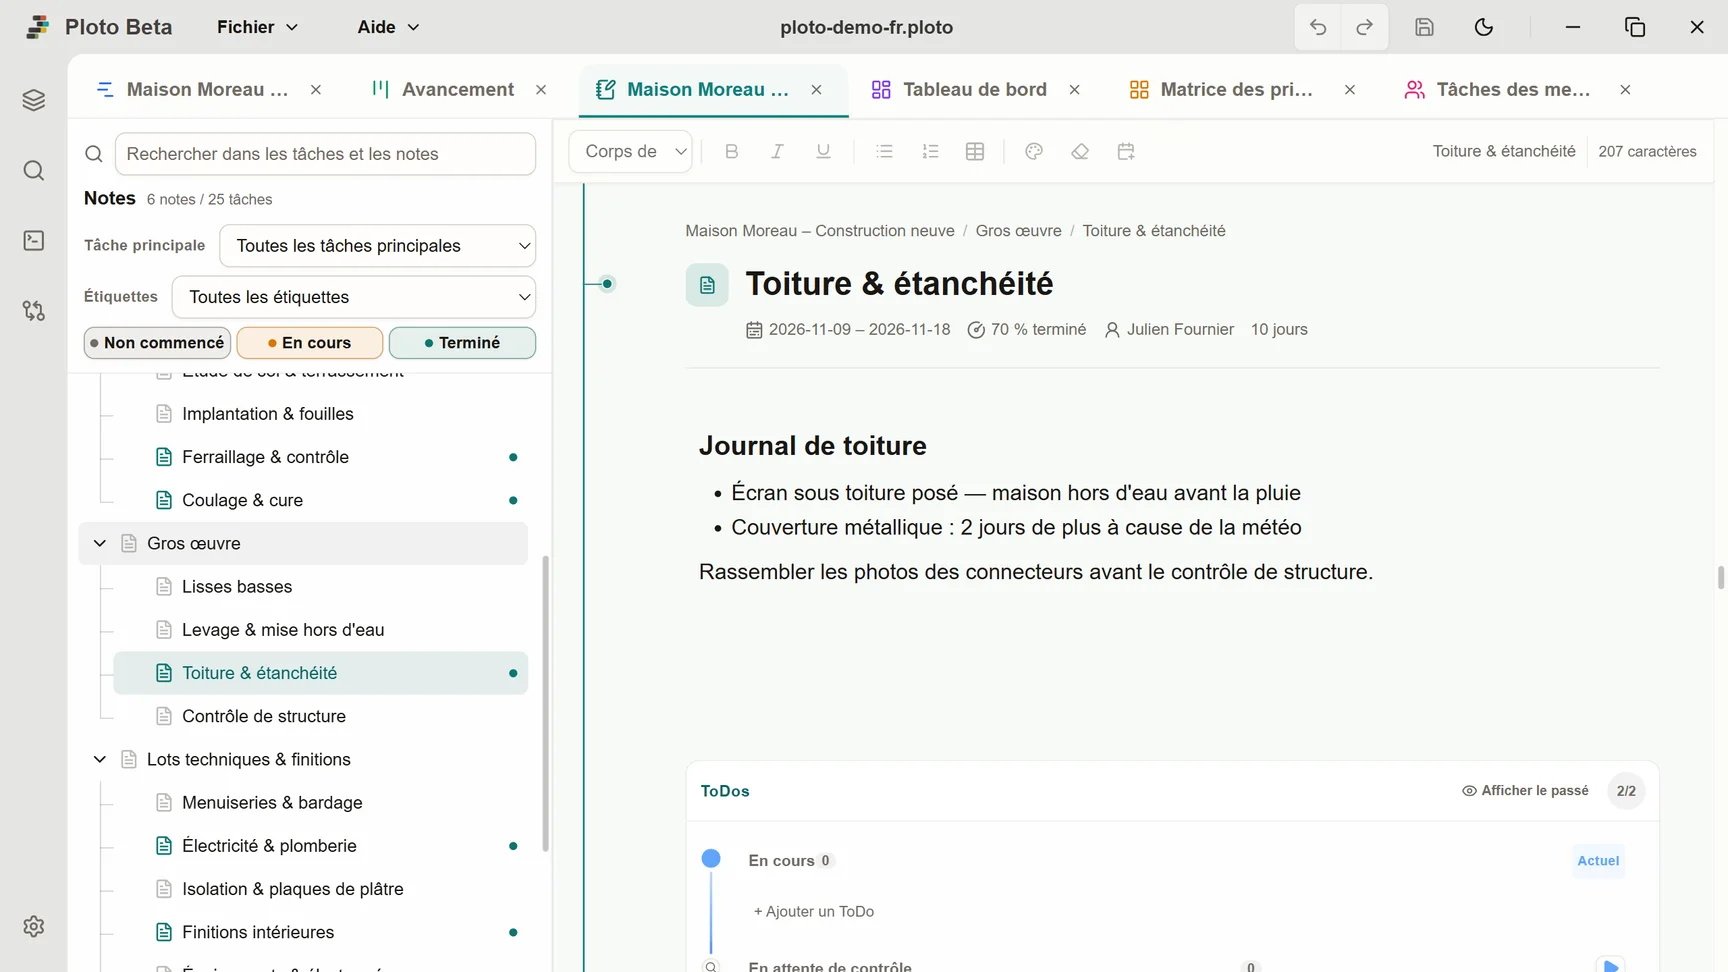 Ploto Beta
Fichier
Aide
ploto-demo-fr.ploto
Maison Moreau ...
Avancement
Maison Moreau ...
Tableau de bord
Matrice des pri...
Tâches des me...
Rechercher dans les tâches et les notes
Notes 6 notes / 25 tâches
Tâche principale Toutes les tâches principales
Étiquettes Toutes les étiquettes
Non commencé
En cours
Terminé
Étude de sol & terrassement
Implantation & fouilles
Ferraillage & contrôle
Coulage & cure
Gros œuvre
Lisses basses
Levage & mise hors d'eau
Toiture & étanchéité
Contrôle de structure
Lots techniques & finitions
Menuiseries & bardage
Électricité & plomberie
Isolation & plaques de plâtre
Finitions intérieures
Corps de
B I U
Toiture & étanchéité
207 caractères
Maison Moreau – Construction neuve / Gros œuvre / Toiture & étanchéité
Toiture & étanchéité
2026-11-09 – 2026-11-18 70 % terminé Julien Fournier 10 jours
Journal de toiture
• Écran sous toiture posé — maison hors d'eau avant la pluie
• Couverture métallique : 2 jours de plus à cause de la météo
Rassembler les photos des connecteurs avant le contrôle de structure.
ToDos
Afficher le passé
2/2
En cours 0
Actuel
+ Ajouter un ToDo
En attente de contrôle
0